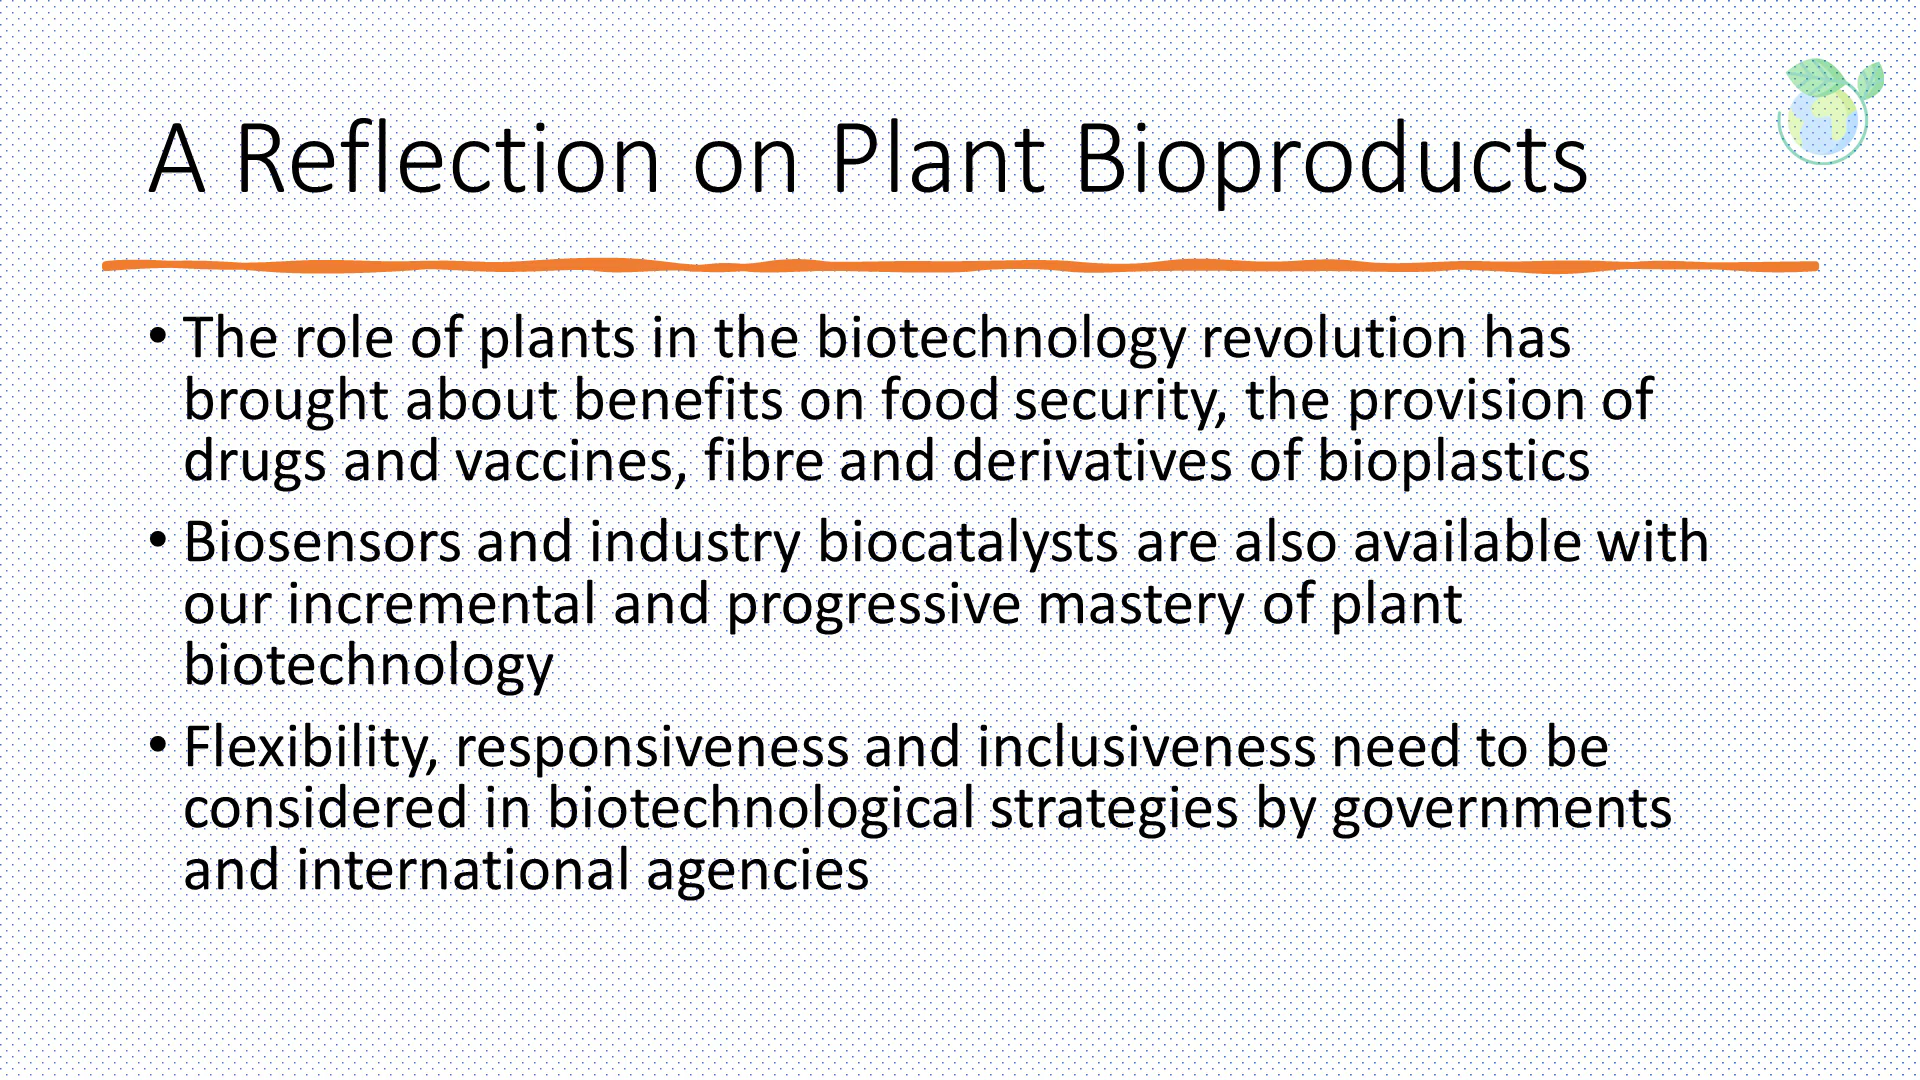 A Reflection on Plant Bioproducts
• The role of plants in the biotechnology revolution has
brought about benefits on food security, the provision of
drugs and vaccines, fibre and derivatives of bioplastics
• Biosensors and industry biocatalysts are also available with
our incremental and progressive mastery of plant
biotechnology
• Flexibility, responsiveness and inclusiveness need to be
considered in biotechnological strategies by governments
and international agencies